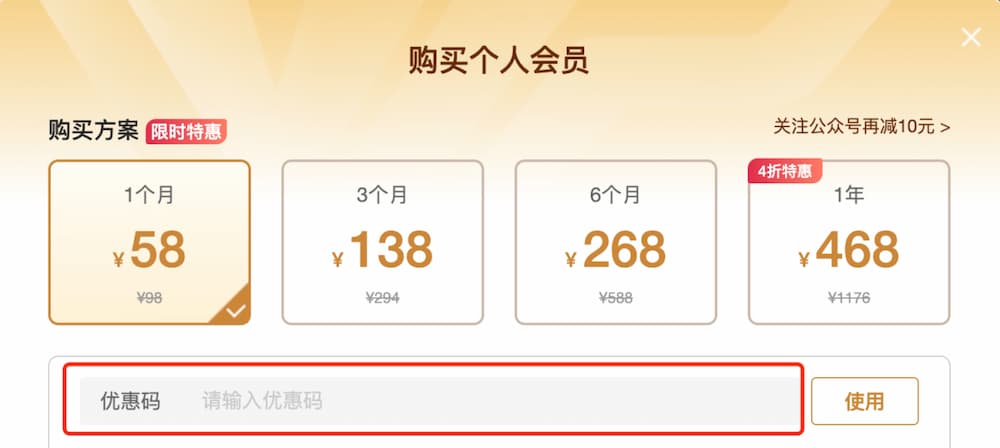 购买个人会员
购买方案 限时特惠 关注公众号再减10元 >
4折特惠
1个月 3个月 6个月 1年
¥58 ¥138 ¥268 ¥468
¥98 ¥294 ¥588 ¥1176
优惠码 请输入优惠码 使用